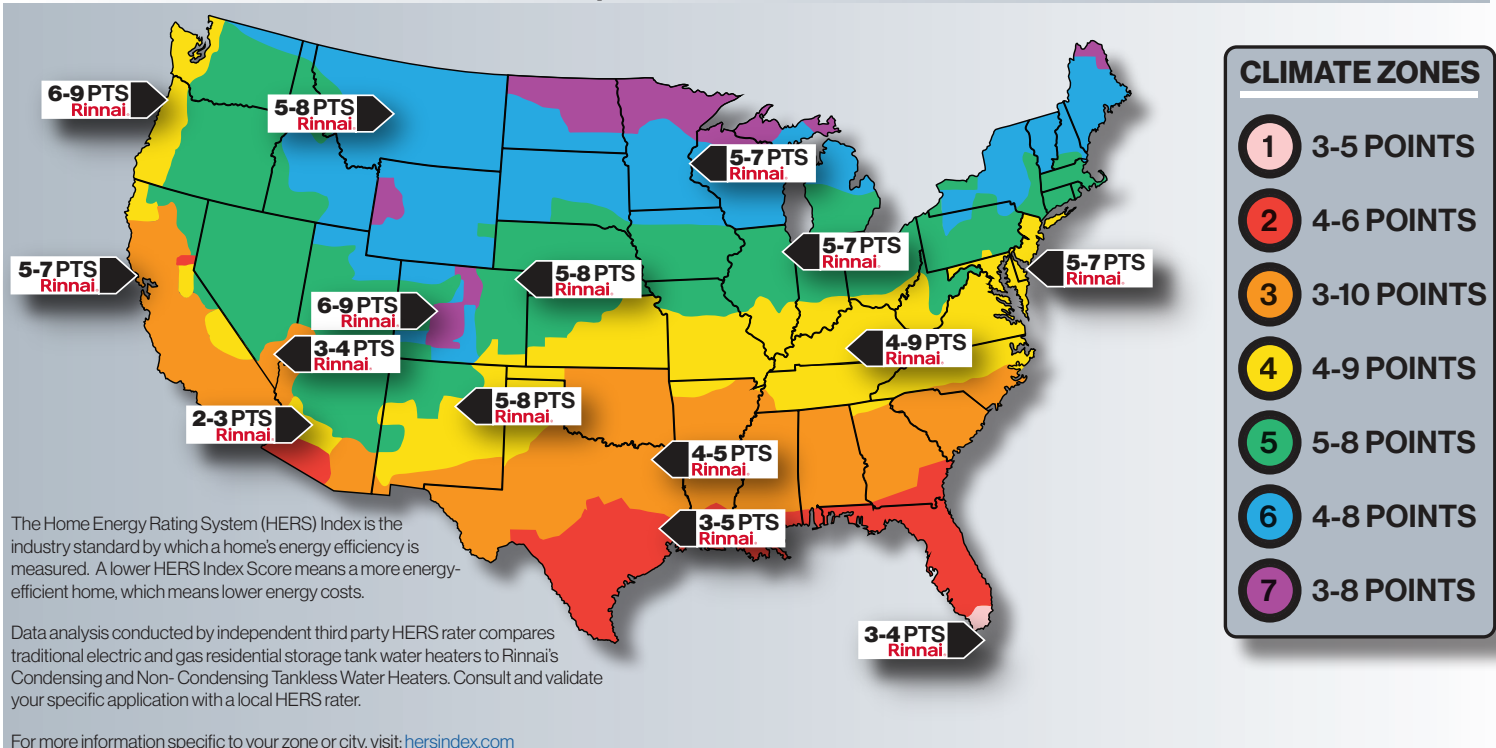 6-9 PTS
Rinnai
5-8 PTS
Rinnai
5-7 PTS
Rinnai
5-7 PTS
Rinnai
5-7 PTS
Rinnai
5-8 PTS
Rinnai
5-7 PTS
Rinnai
6-9 PTS
Rinnai
3-4 PTS
Rinnai
4-9 PTS
Rinnai
5-8 PTS
Rinnai
2-3 PTS
Rinnai
4-5 PTS
Rinnai
3-5 PTS
Rinnai
3-4 PTS
Rinnai
The Home Energy Rating System (HERS) Index is the
industry standard by which a home's energy efficiency is
measured. A lower HERS Index Score means a more energy-
efficient home, which means lower energy costs.
Data analysis conducted by independent third party HERS rater compares
traditional electric and gas residential storage tank water heaters to Rinnai's
Condensing and Non- Condensing Tankless Water Heaters. Consult and validate
your specific application with a local HERS rater.
For more information specific to your zone or city, visit: hersindex.com
CLIMATE ZONES
1 3-5 POINTS
2 4-6 POINTS
3 3-10 POINTS
4 4-9 POINTS
5 5-8 POINTS
6 4-8 POINTS
7 3-8 POINTS